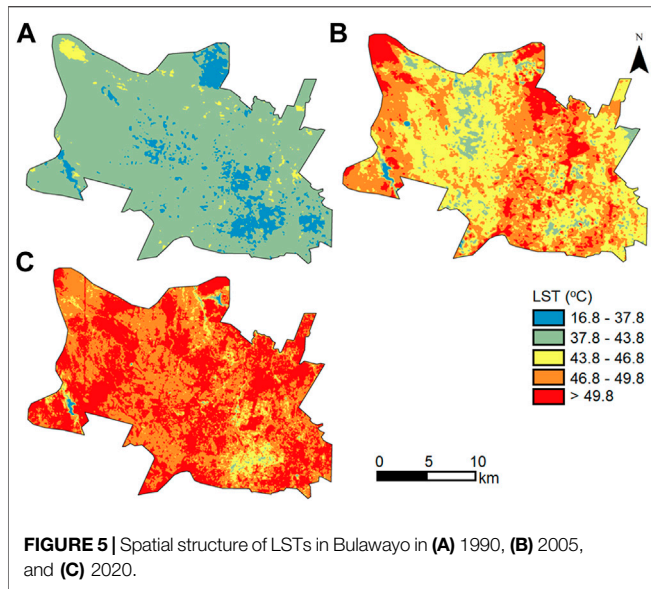 A
B
N
C
LST (ºC)
16.8 - 37.8
37.8 - 43.8
43.8 - 46.8
46.8 - 49.8
> 49.8
0 5 10
km
FIGURE 5 | Spatial structure of LSTs in Bulawayo in (A) 1990, (B) 2005,
and (C) 2020.